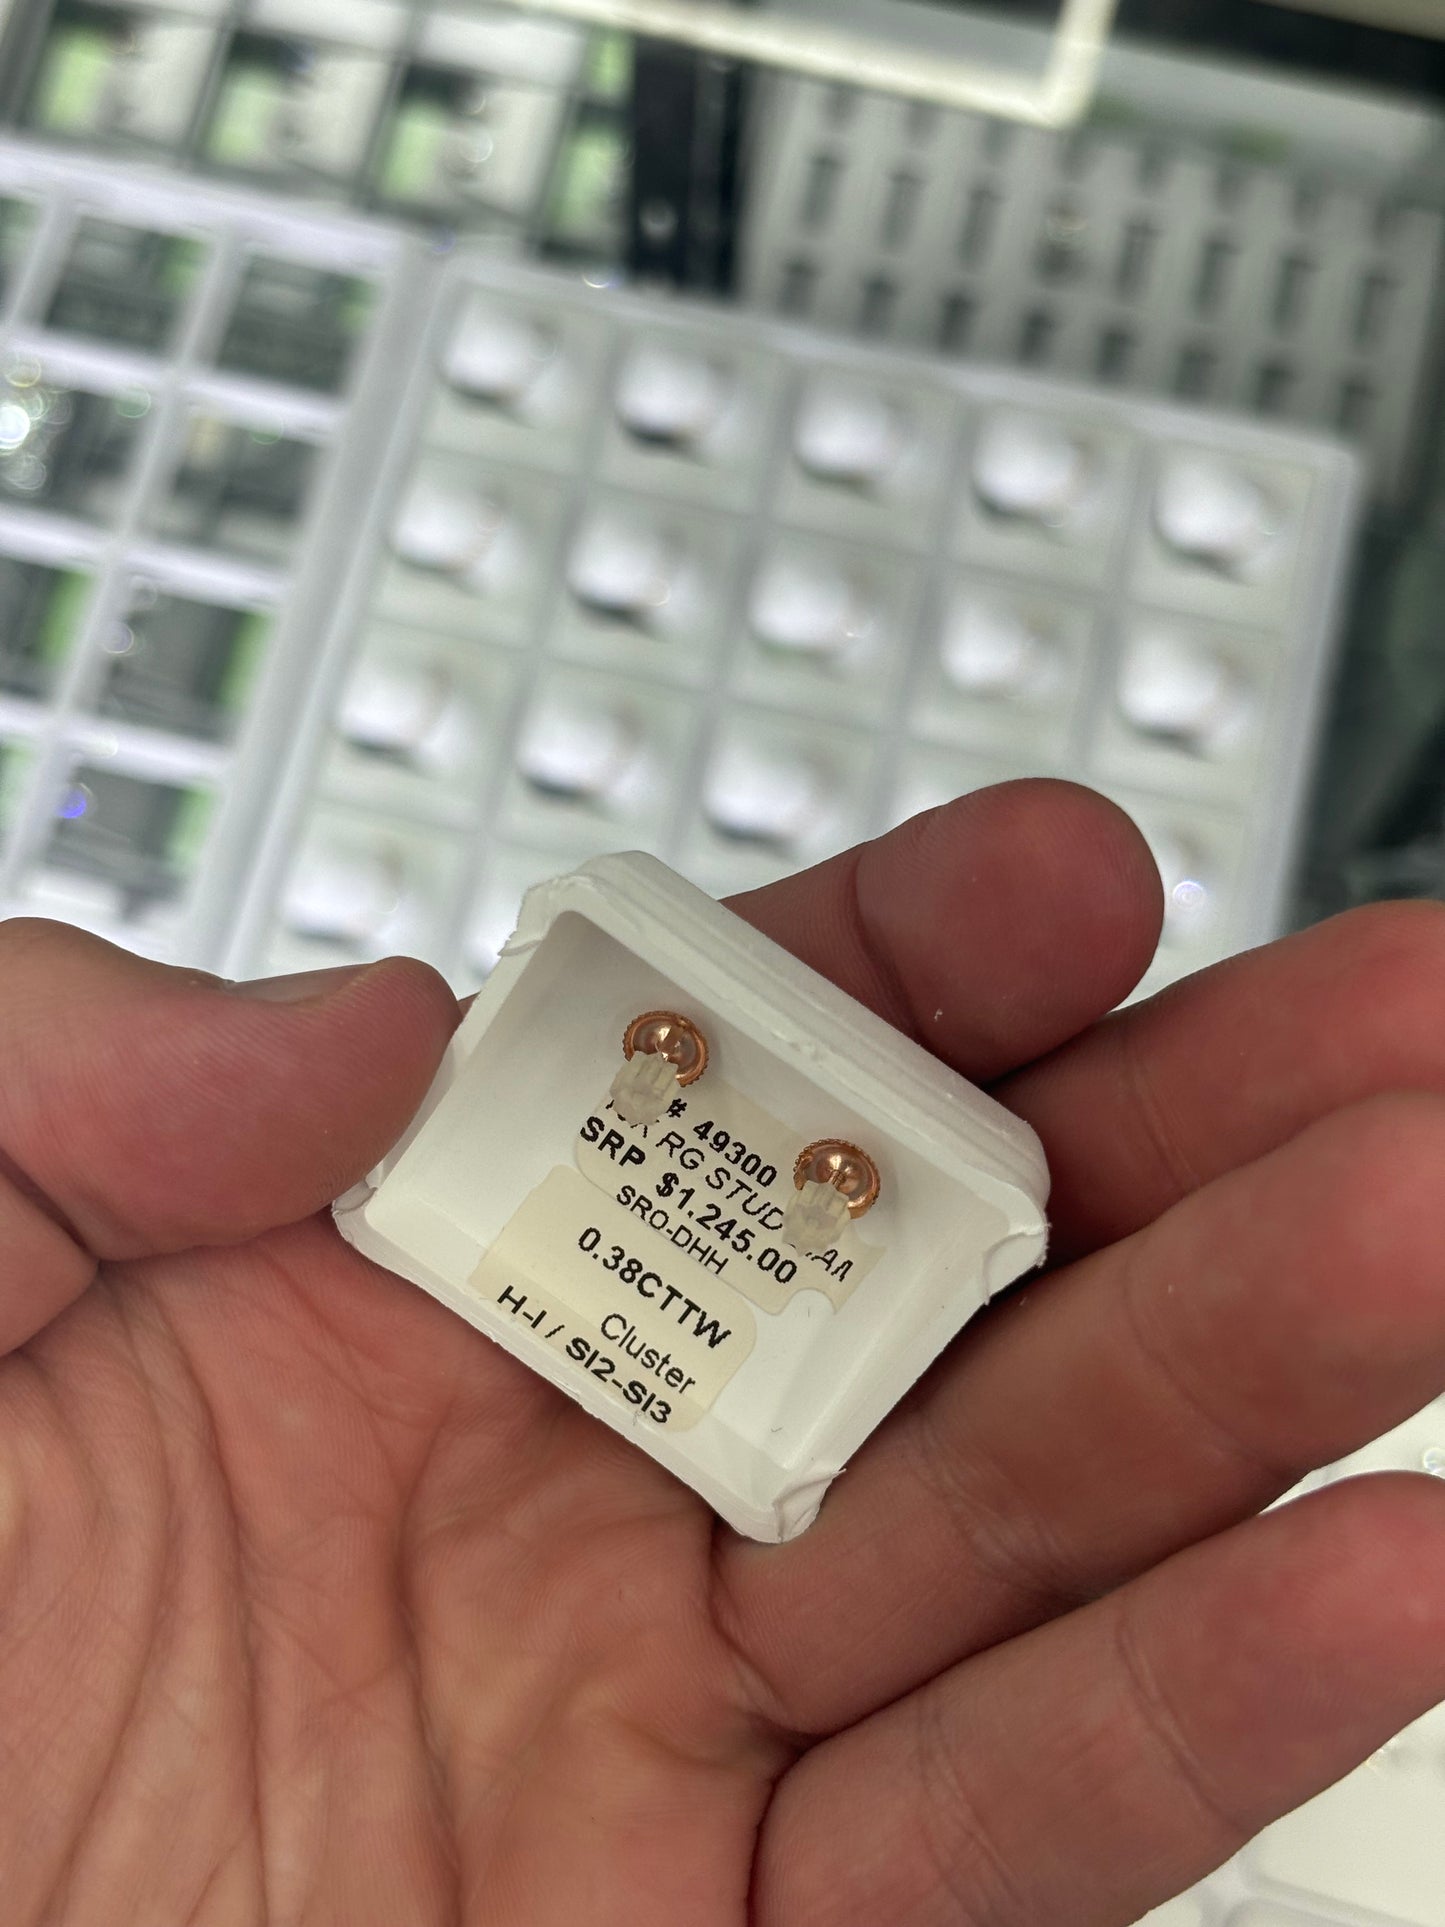 # 49300
RG STUD
SRP $1.245.00
SRO-DHH
0.38CTTW
Cluster
H-I / SI2-SI3